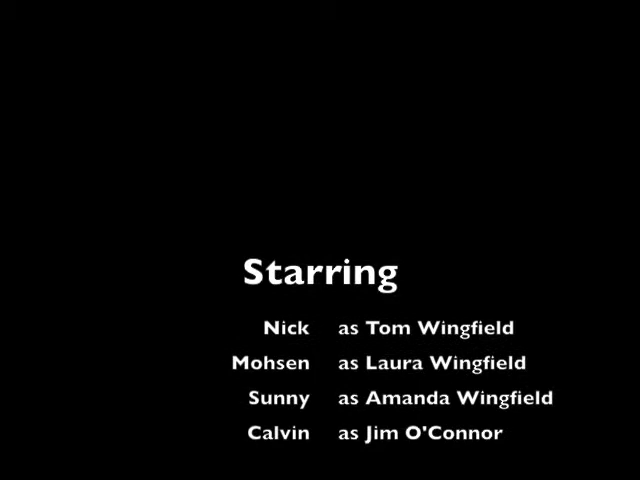 Starring
Nick as Tom Wingfield
Mohsen as Laura Wingfield
Sunny as Amanda Wingfield
Calvin as Jim O'Connor